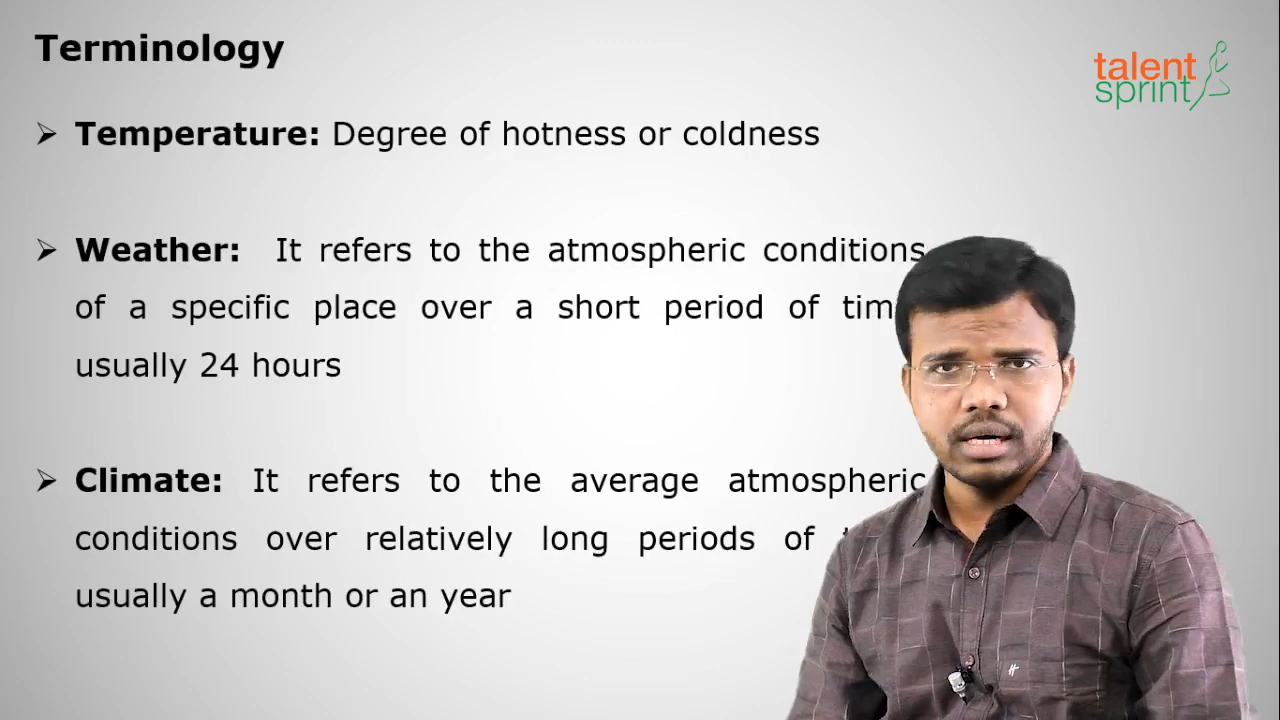 Terminology
talent
sprint
Temperature: Degree of hotness or coldness
Weather: It refers to the atmospheric conditions
of a specific place over a short period of
usually 24 hours
Climate: It refers to the average atmospheric
conditions over relatively long periods of
usually a month or an year